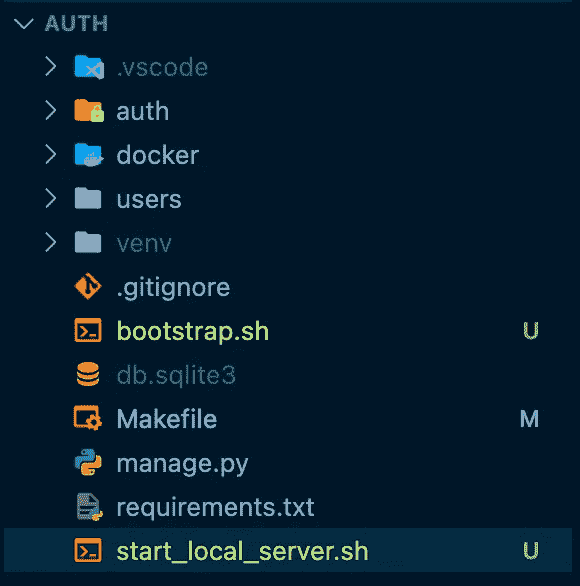 AUTH
.vscode
auth
docker
users
venv
.gitignore
bootstrap.sh U
db.sqlite3
Makefile M
manage.py
requirements.txt
start_local_server.sh U